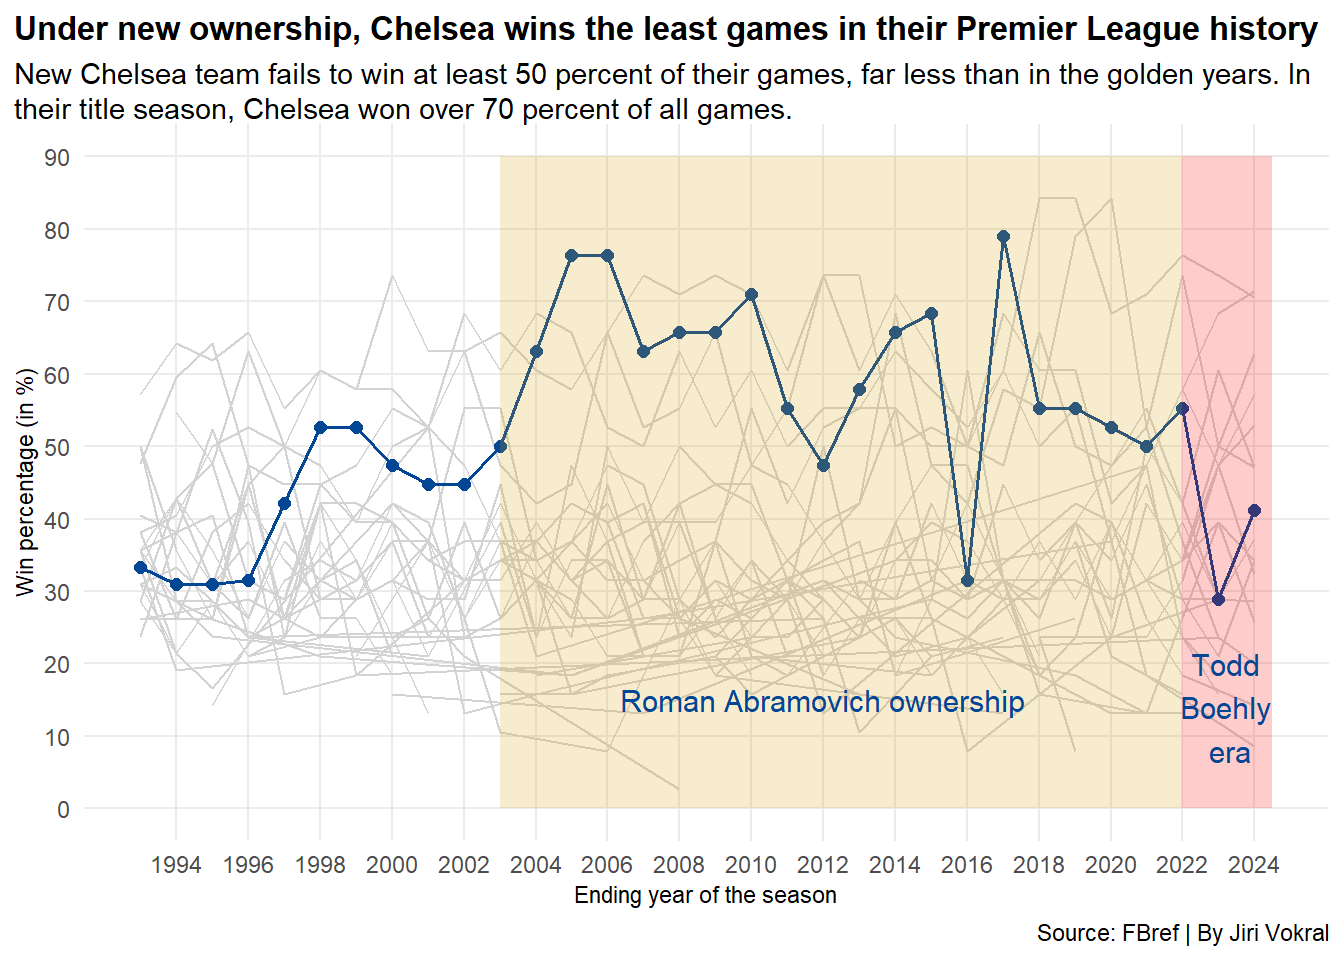 Under new ownership, Chelsea wins the least games in their Premier League history
New Chelsea team fails to win at least 50 percent of their games, far less than in the golden years. In
their title season, Chelsea won over 70 percent of all games.
Win percentage (in %)
90
80
70
60
50
40
30
20
10
0
Roman Abramovich ownership
Todd
Boehly
era
1994 1996 1998 2000 2002 2004 2006 2008 2010 2012 2014 2016 2018 2020 2022 2024
Ending year of the season
Source: FBref | By Jiri Vokral